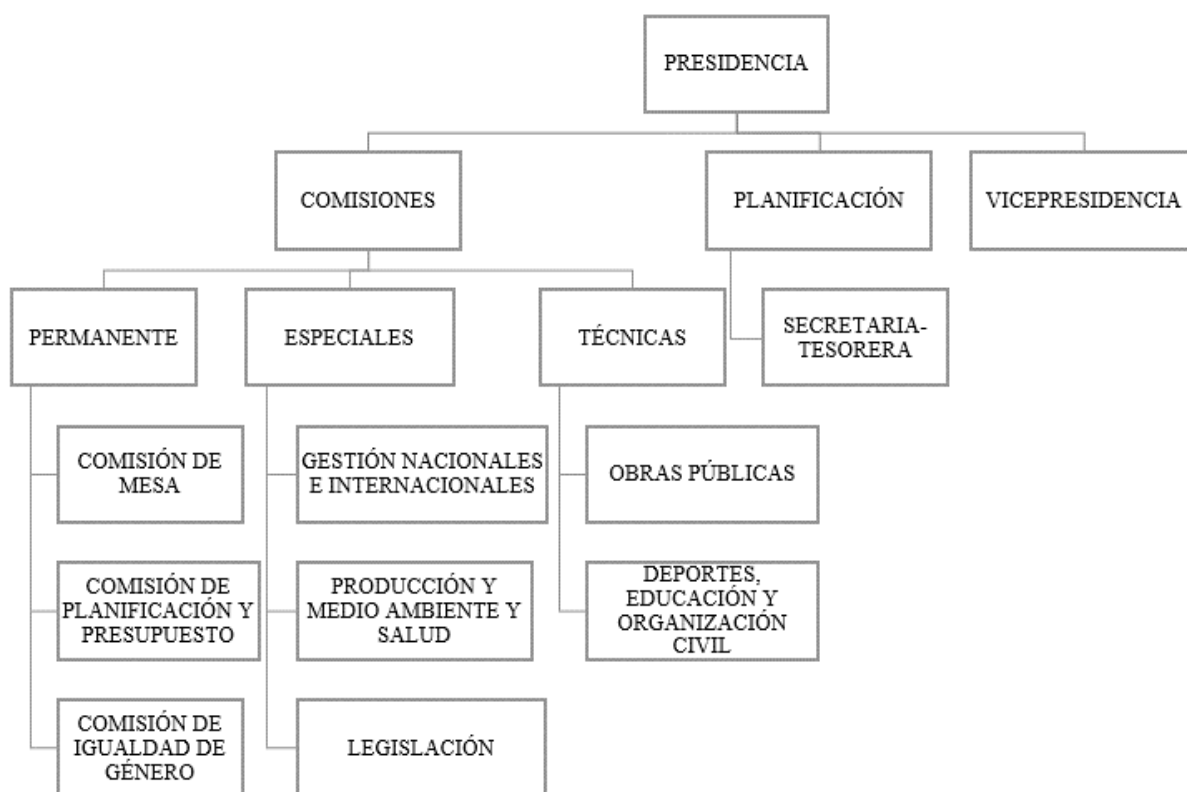 PRESIDENCIA
COMISIONES
PLANIFICACIÓN
VICEPRESIDENCIA
PERMANENTE
ESPECIALES
TÉCNICAS
SECRETARIA-
TESORERA
COMISIÓN DE
MESA
GESTIÓN NACIONALES
E INTERNACIONALES
OBRAS PÚBLICAS
COMISIÓN DE
PLANIFICACIÓN Y
PRESUPUESTO
PRODUCCIÓN Y
MEDIO AMBIENTE Y
SALUD
DEPORTES,
EDUCACIÓN Y
ORGANIZACIÓN
CIVIL
COMISIÓN DE
IGUALDAD DE
GÉNERO
LEGISLACIÓN